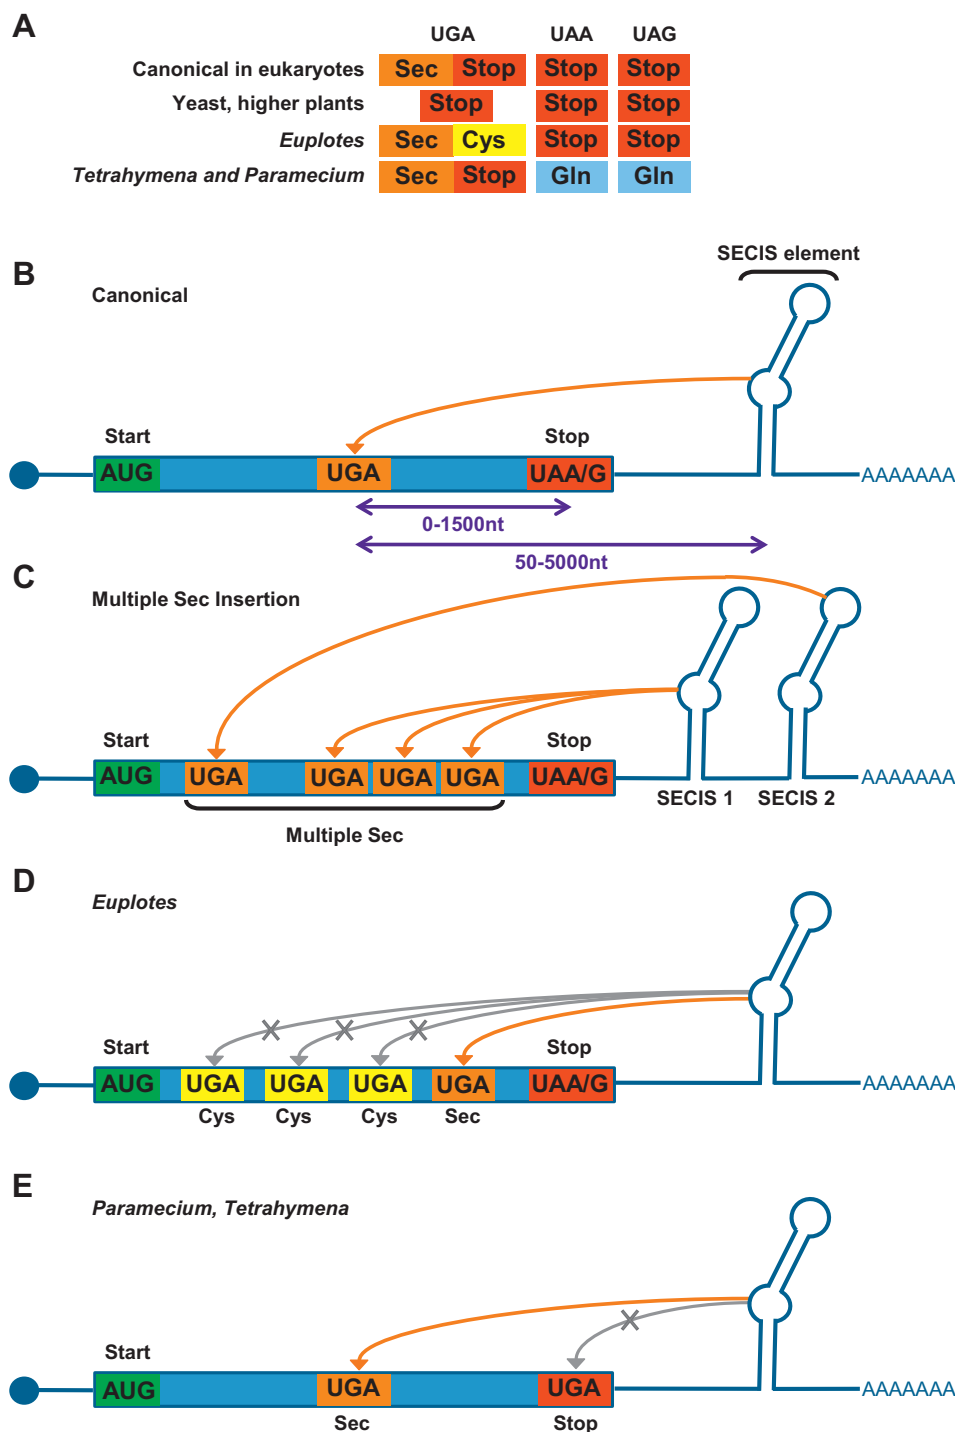 A
UGA UAA UAG
Canonical in eukaryotes Sec Stop Stop Stop
Yeast, higher plants Stop Stop Stop
Euplotes Sec Cys Stop Stop
Tetrahymena and Paramecium Sec Stop Gln Gln
SECIS element
B
Canonical
Start Stop
AUG UGA UAA/G AAAAAAA
0-1500nt
50-5000nt
C
Multiple Sec Insertion
Start Stop
AUG UGA UGA UGA UGA UAA/G AAAAAAA
SECIS 1 SECIS 2
Multiple Sec
D
Euplotes
Start Stop
AUG UGA UGA UGA UGA UAA/G AAAAAAA
Cys Cys Cys Sec
E
Paramecium, Tetrahymena
Start
AUG UGA UGA AAAAAAA
Sec Stop